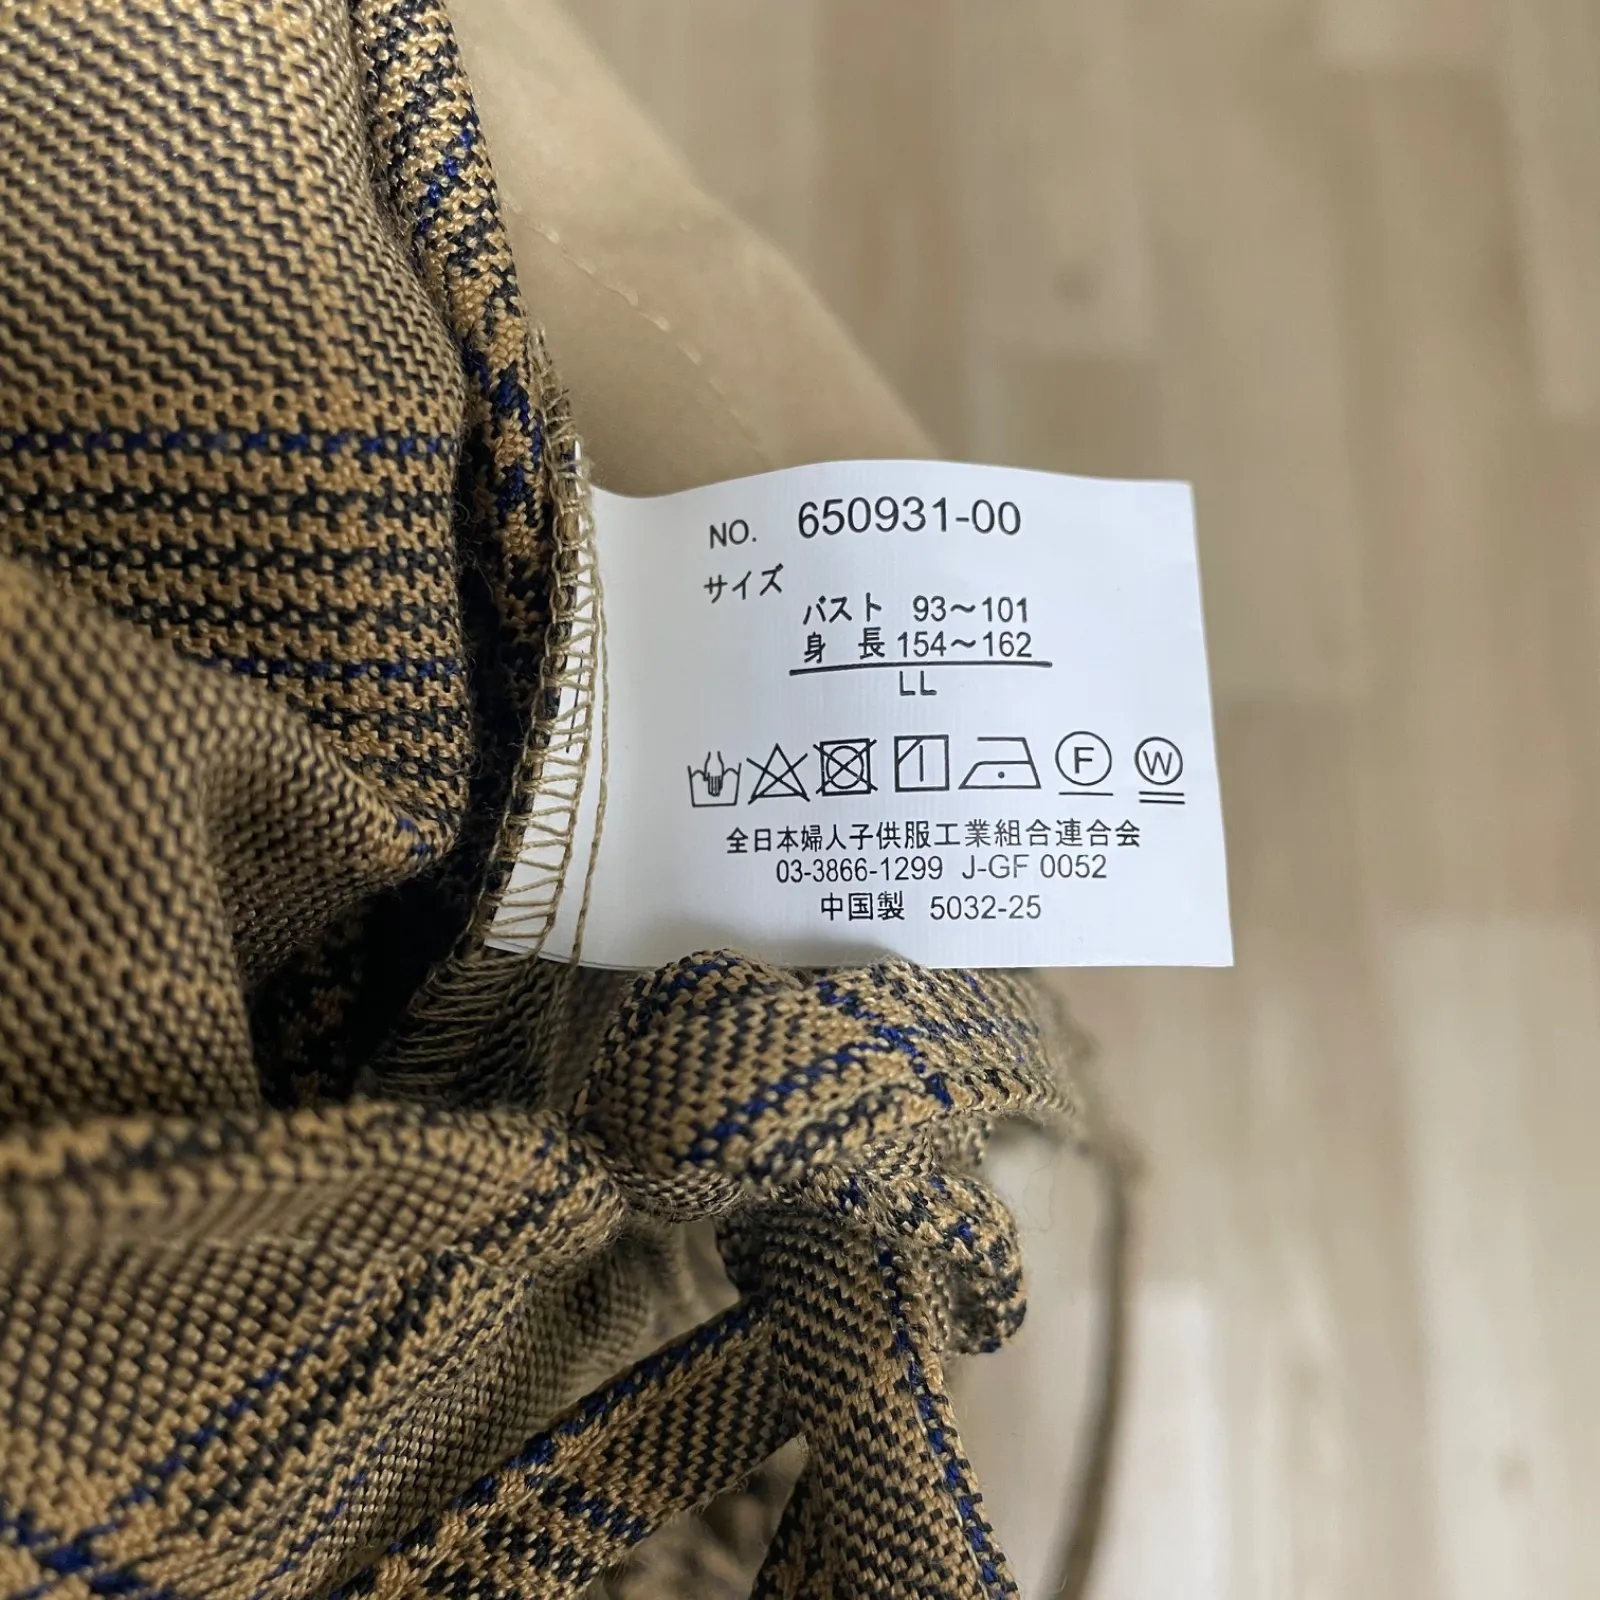 NO. 650931-00
サイズ
バスト 93〜101
身 長 154〜162
LL
F W
全日本婦人子供服工業組合連合会
03-3866-1299 J-GF 0052
中国製 5032-25